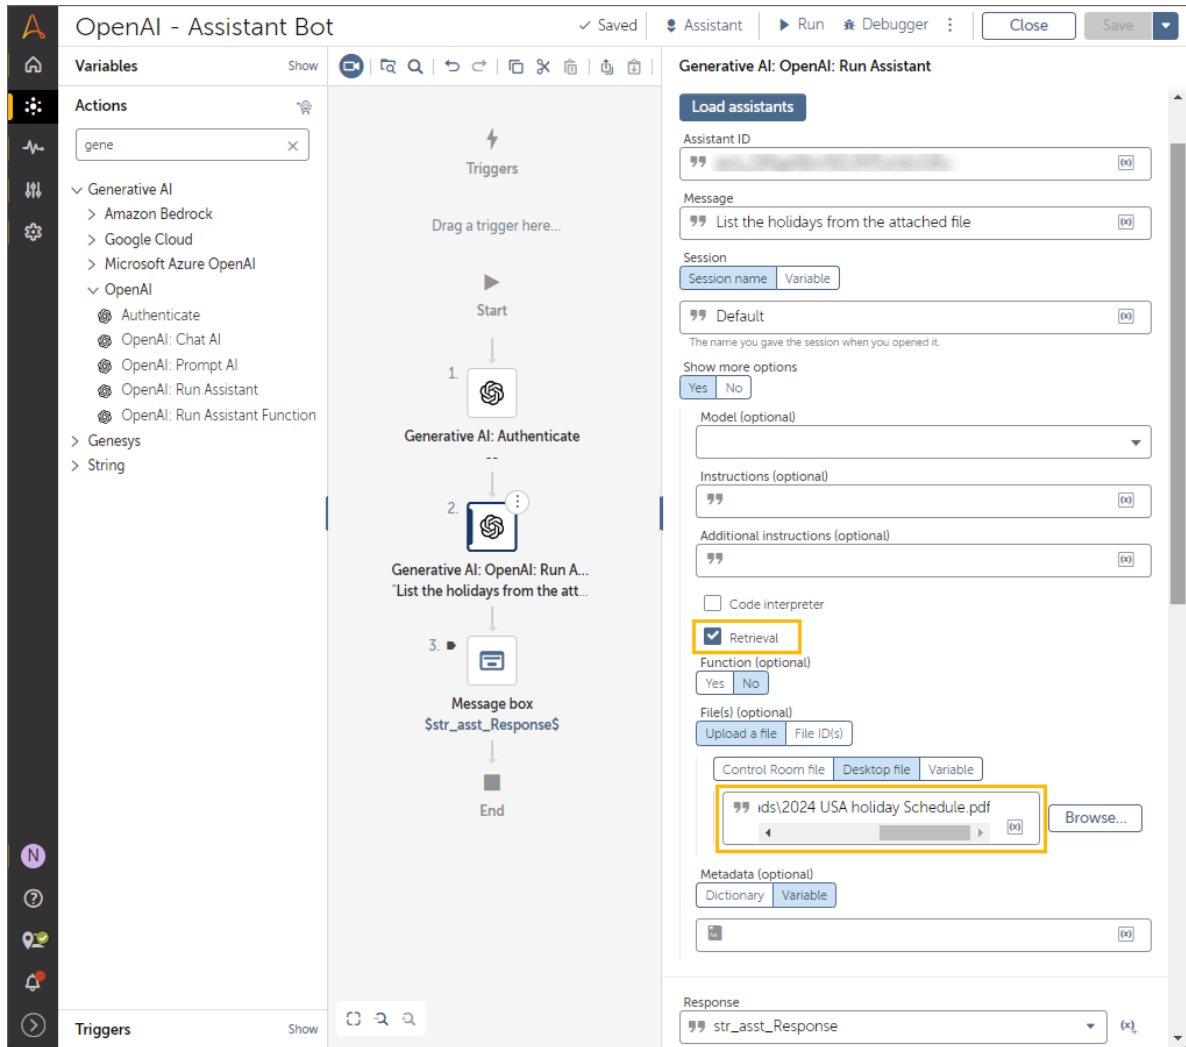 OpenAI - Assistant Bot
Saved
Assistant
Run
Debugger
Close
Save
Variables
Show
Actions
gene
Generative AI
Amazon Bedrock
Google Cloud
Microsoft Azure OpenAI
OpenAI
Authenticate
OpenAI: Chat AI
OpenAI: Prompt AI
OpenAI: Run Assistant
OpenAI: Run Assistant Function
Genesys
String
N
Triggers
Show
Triggers
Drag a trigger here...
Start
1.
Generative AI: Authenticate
--
2.
Generative AI: OpenAI: Run A...
"List the holidays from the att...
3.
Message box
$str_asst_Response$
End
Generative AI: OpenAI: Run Assistant
Load assistants
Assistant ID
(x)
Message
List the holidays from the attached file
(x)
Session
Session name
Variable
Default
(x)
The name you gave the session when you opened it.
Show more options
Yes
No
Model (optional)
Instructions (optional)
(x)
Additional instructions (optional)
(x)
Code interpreter
Retrieval
Function (optional)
Yes
No
File(s) (optional)
Upload a file
File ID(s)
Control Room file
Desktop file
Variable
ds\2024 USA holiday Schedule.pdf
(x)
Browse...
Metadata (optional)
Dictionary
Variable
(x)
Response
str_asst_Response
(x)